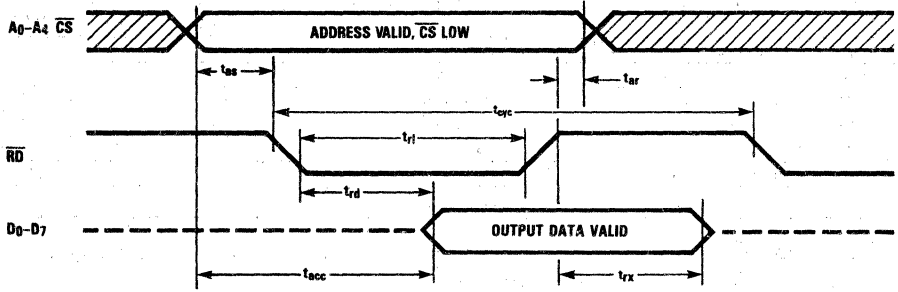 A0-A4 CS
ADDRESS VALID, CS LOW
tas
tar
tcyc
RD
trl
trd
D0-D7
OUTPUT DATA VALID
tacc
trx